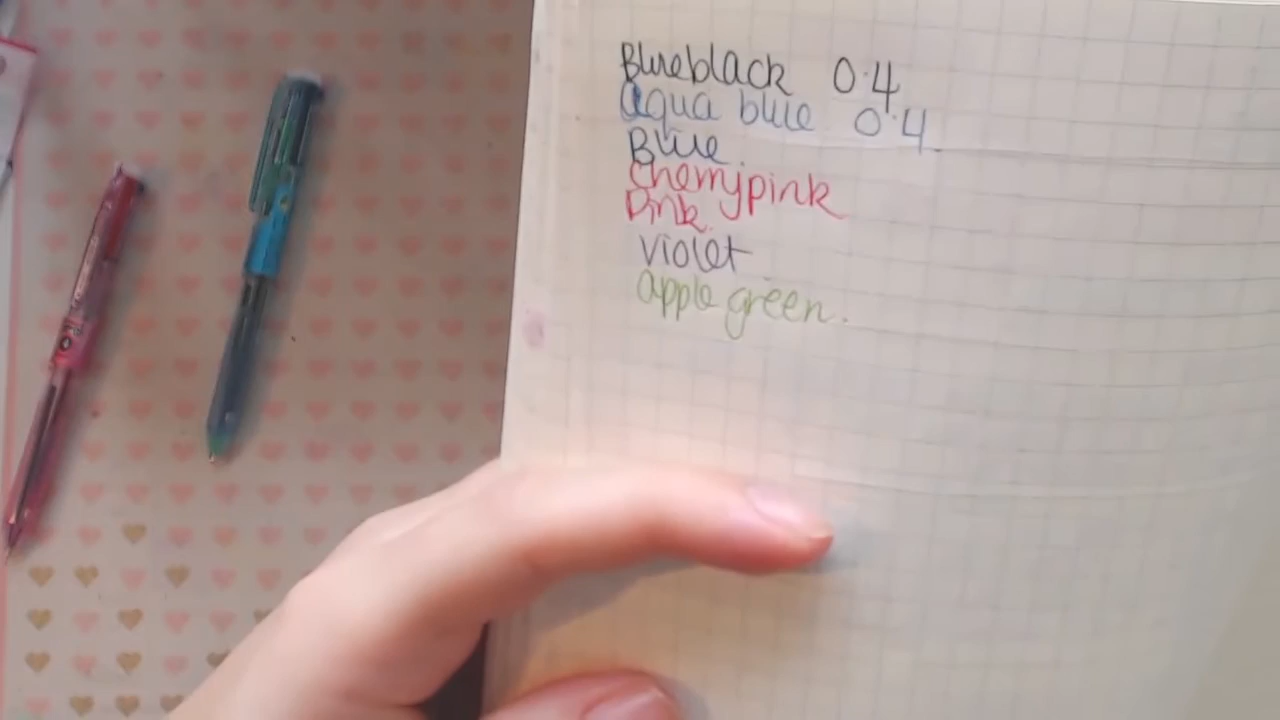 Blueblack 0.4
aqua blue 0.4
Blue.
Cherrypink
Pink.
Violet
apple green.